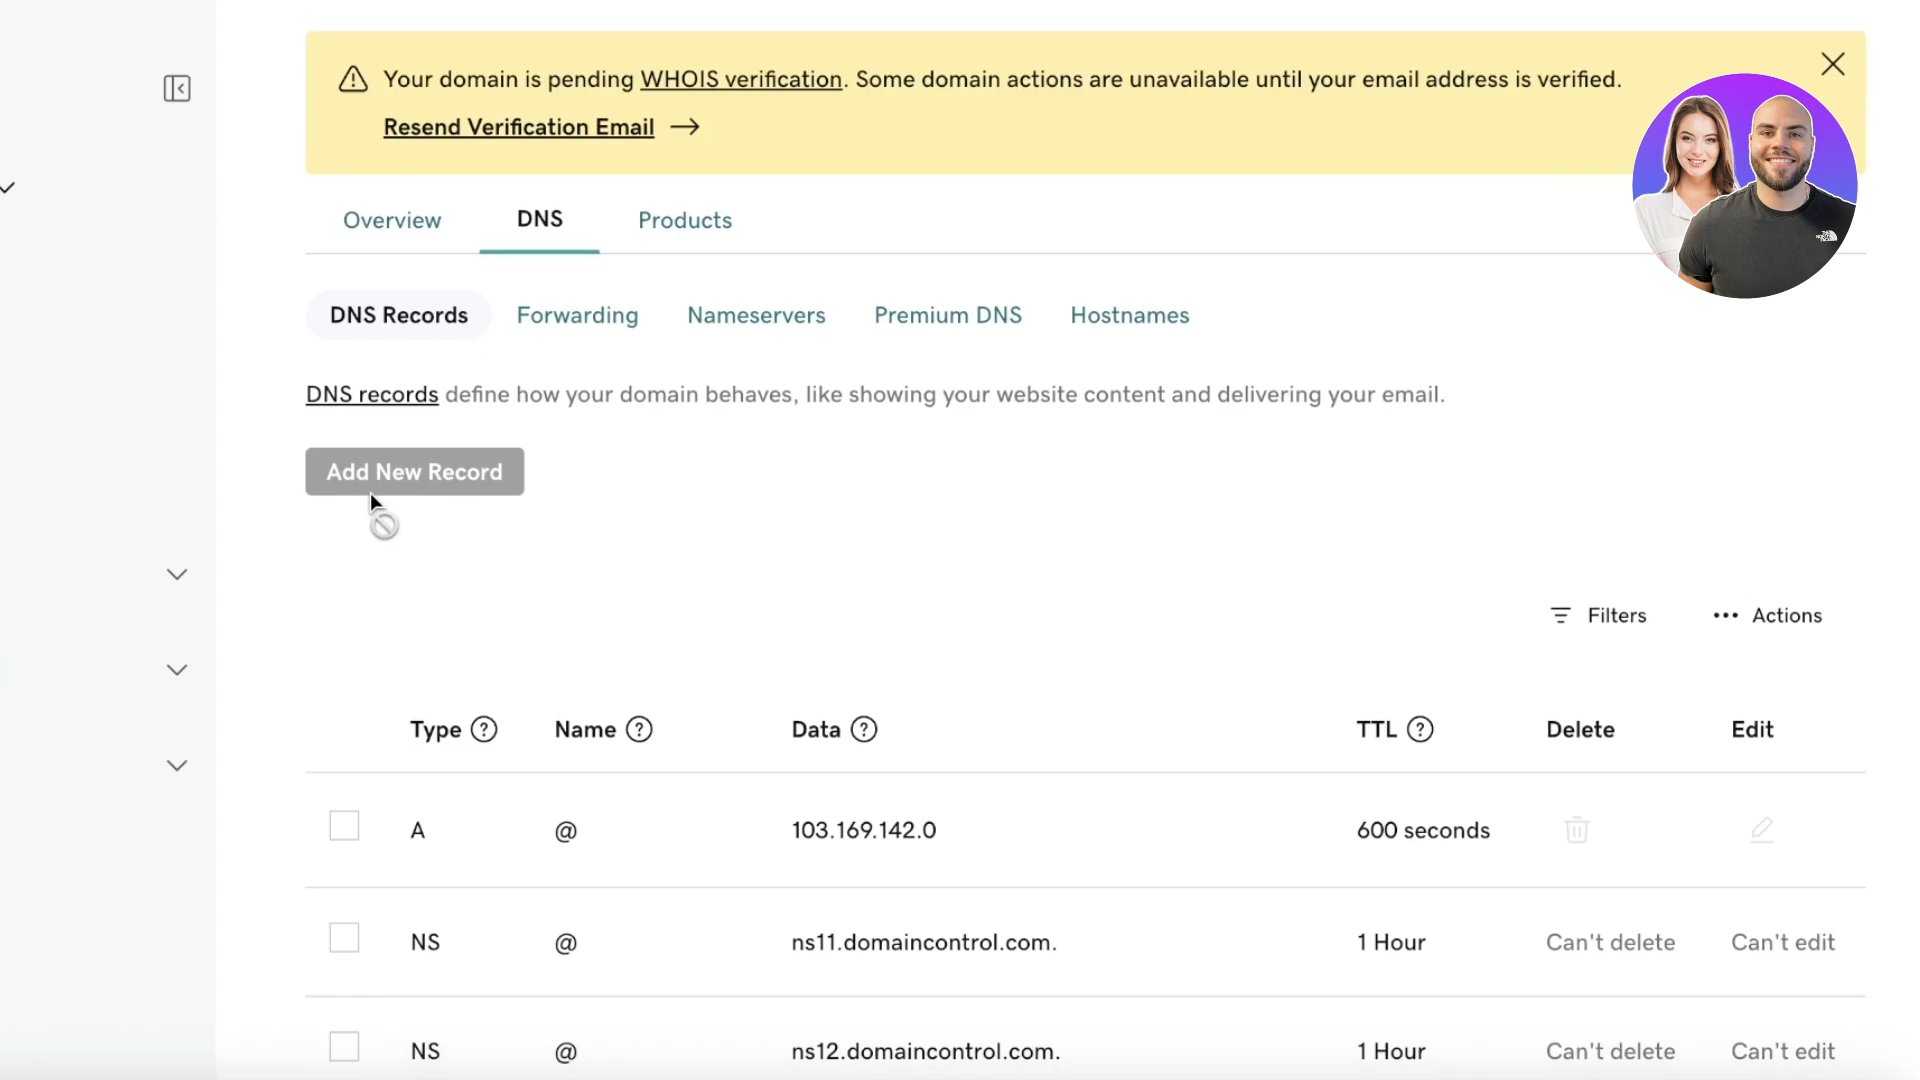 Your domain is pending WHOIS verification. Some domain actions are unavailable until your email address is verified.
Resend Verification Email
Overview DNS Products
DNS Records Forwarding Nameservers Premium DNS Hostnames
DNS records define how your domain behaves, like showing your website content and delivering your email.
Add New Record
Filters ••• Actions
Type Name Data TTL Delete Edit
A @ 103.169.142.0 600 seconds
NS @ ns11.domaincontrol.com. 1 Hour Can't delete Can't edit
NS @ ns12.domaincontrol.com. 1 Hour Can't delete Can't edit